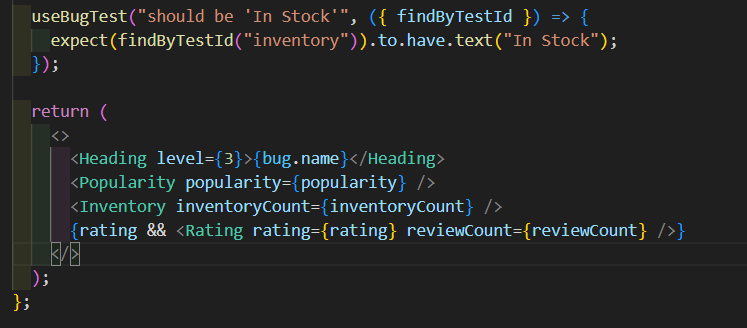 useBugTest("should be 'In Stock'", ({ findByTestId }) => {
expect(findByTestId("inventory")).to.have.text("In Stock");
});
return (
<>
<Heading level={3}>{bug.name}</Heading>
<Popularity popularity={popularity} />
<Inventory inventoryCount={inventoryCount} />
{rating && <Rating rating={rating} reviewCount={reviewCount} />}
</>
);
};